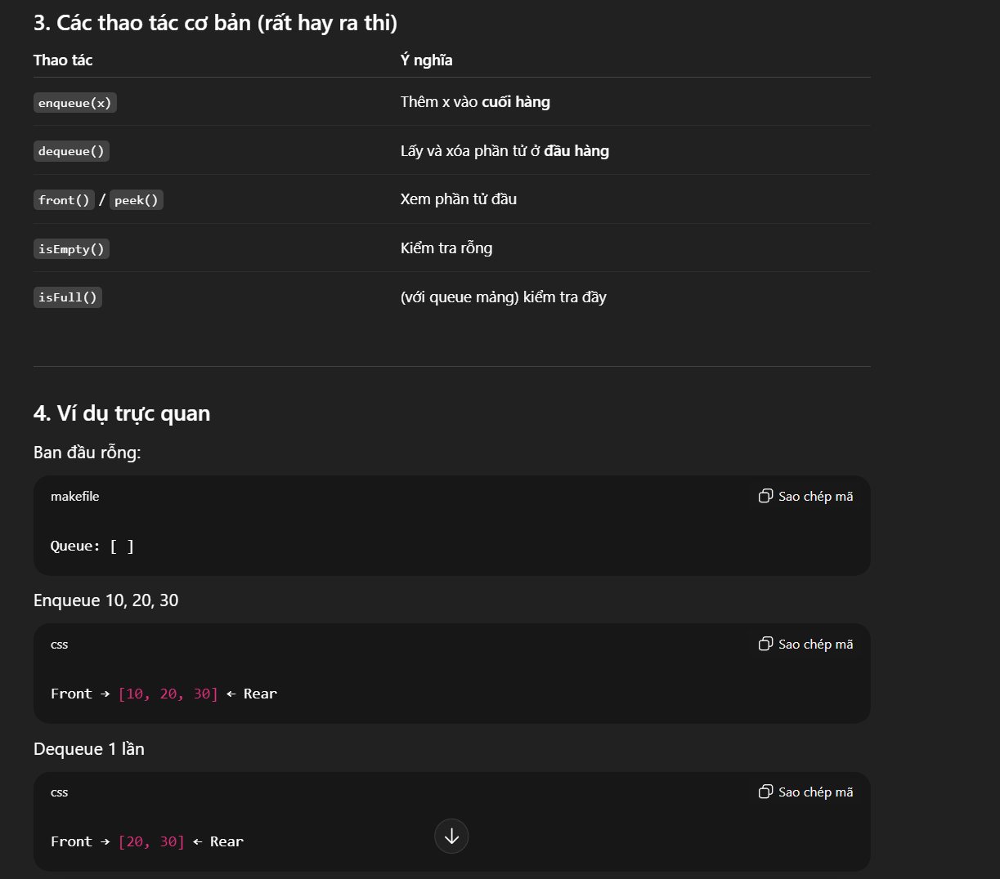 3. Các thao tác cơ bản (rất hay ra thi)
Thao tác Ý nghĩa
enqueue(x) Thêm x vào cuối hàng
dequeue() Lấy và xóa phần tử ở đầu hàng
front() / peek() Xem phần tử đầu
isEmpty() Kiểm tra rỗng
isFull() (với queue mảng) kiểm tra đầy
4. Ví dụ trực quan
Ban đầu rỗng:
makefile Sao chép mã
Queue: [ ]
Enqueue 10, 20, 30
css Sao chép mã
Front → [10, 20, 30] ← Rear
Dequeue 1 lần
css Sao chép mã
Front → [20, 30] ← Rear